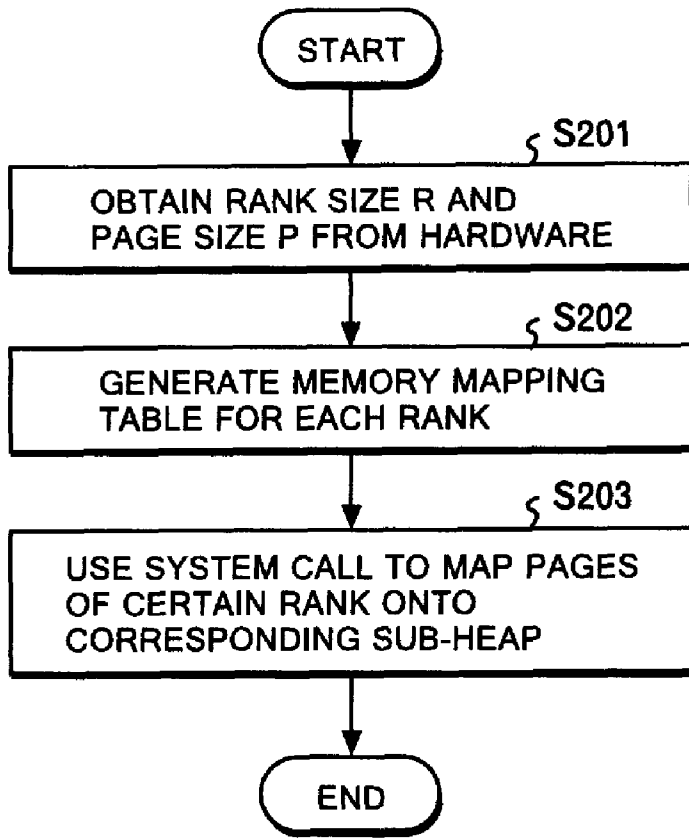 START
S201
OBTAIN RANK SIZE R AND
PAGE SIZE P FROM HARDWARE
S202
GENERATE MEMORY MAPPING
TABLE FOR EACH RANK
S203
USE SYSTEM CALL TO MAP PAGES
OF CERTAIN RANK ONTO
CORRESPONDING SUB-HEAP
END